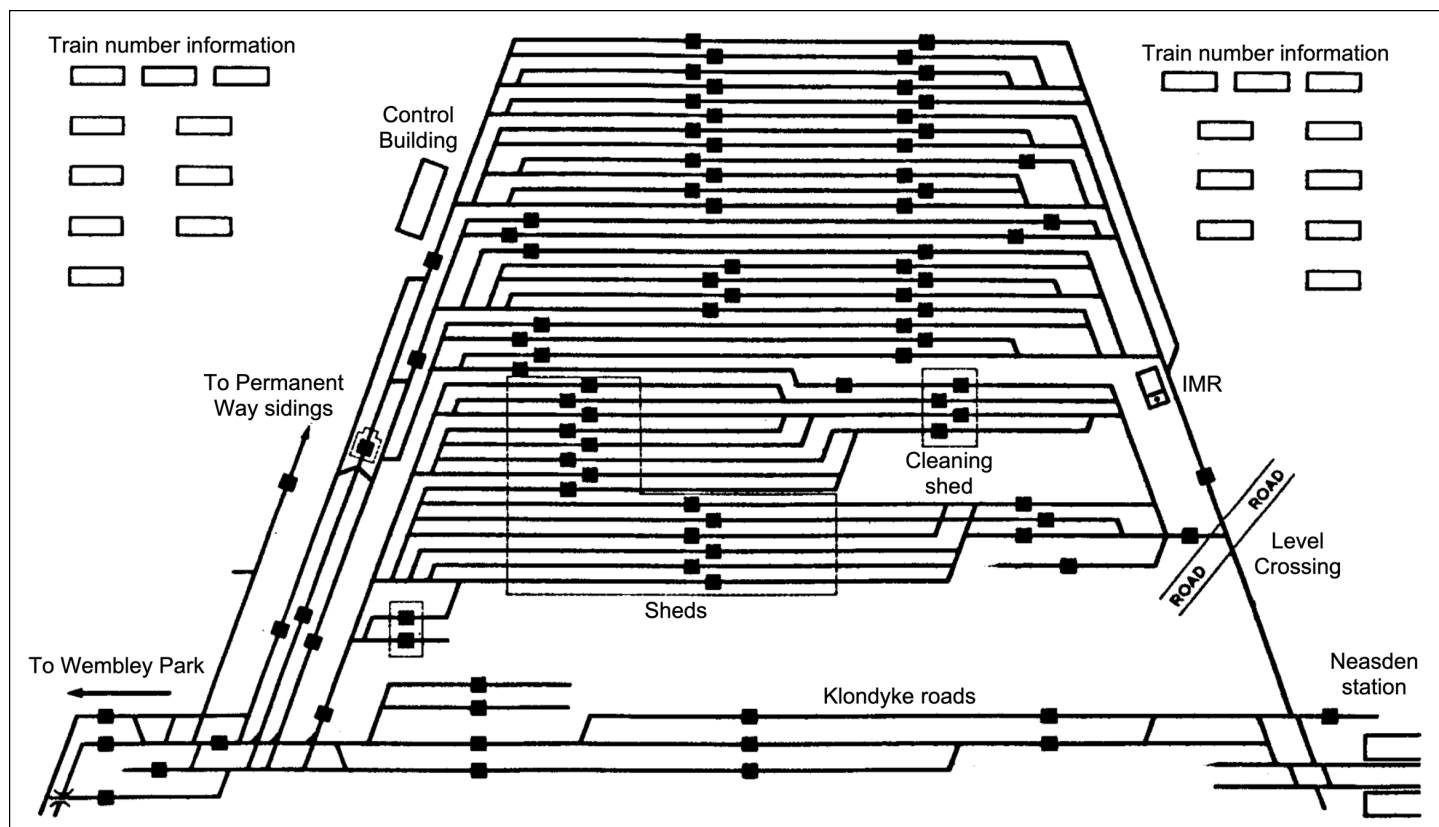 Train number information
Train number information
Control
Building
To Permanent
Way sidings
IMR
Cleaning
shed
ROAD
ROAD
Level
Crossing
Sheds
To Wembley Park
Klondyke roads
Neasden
station